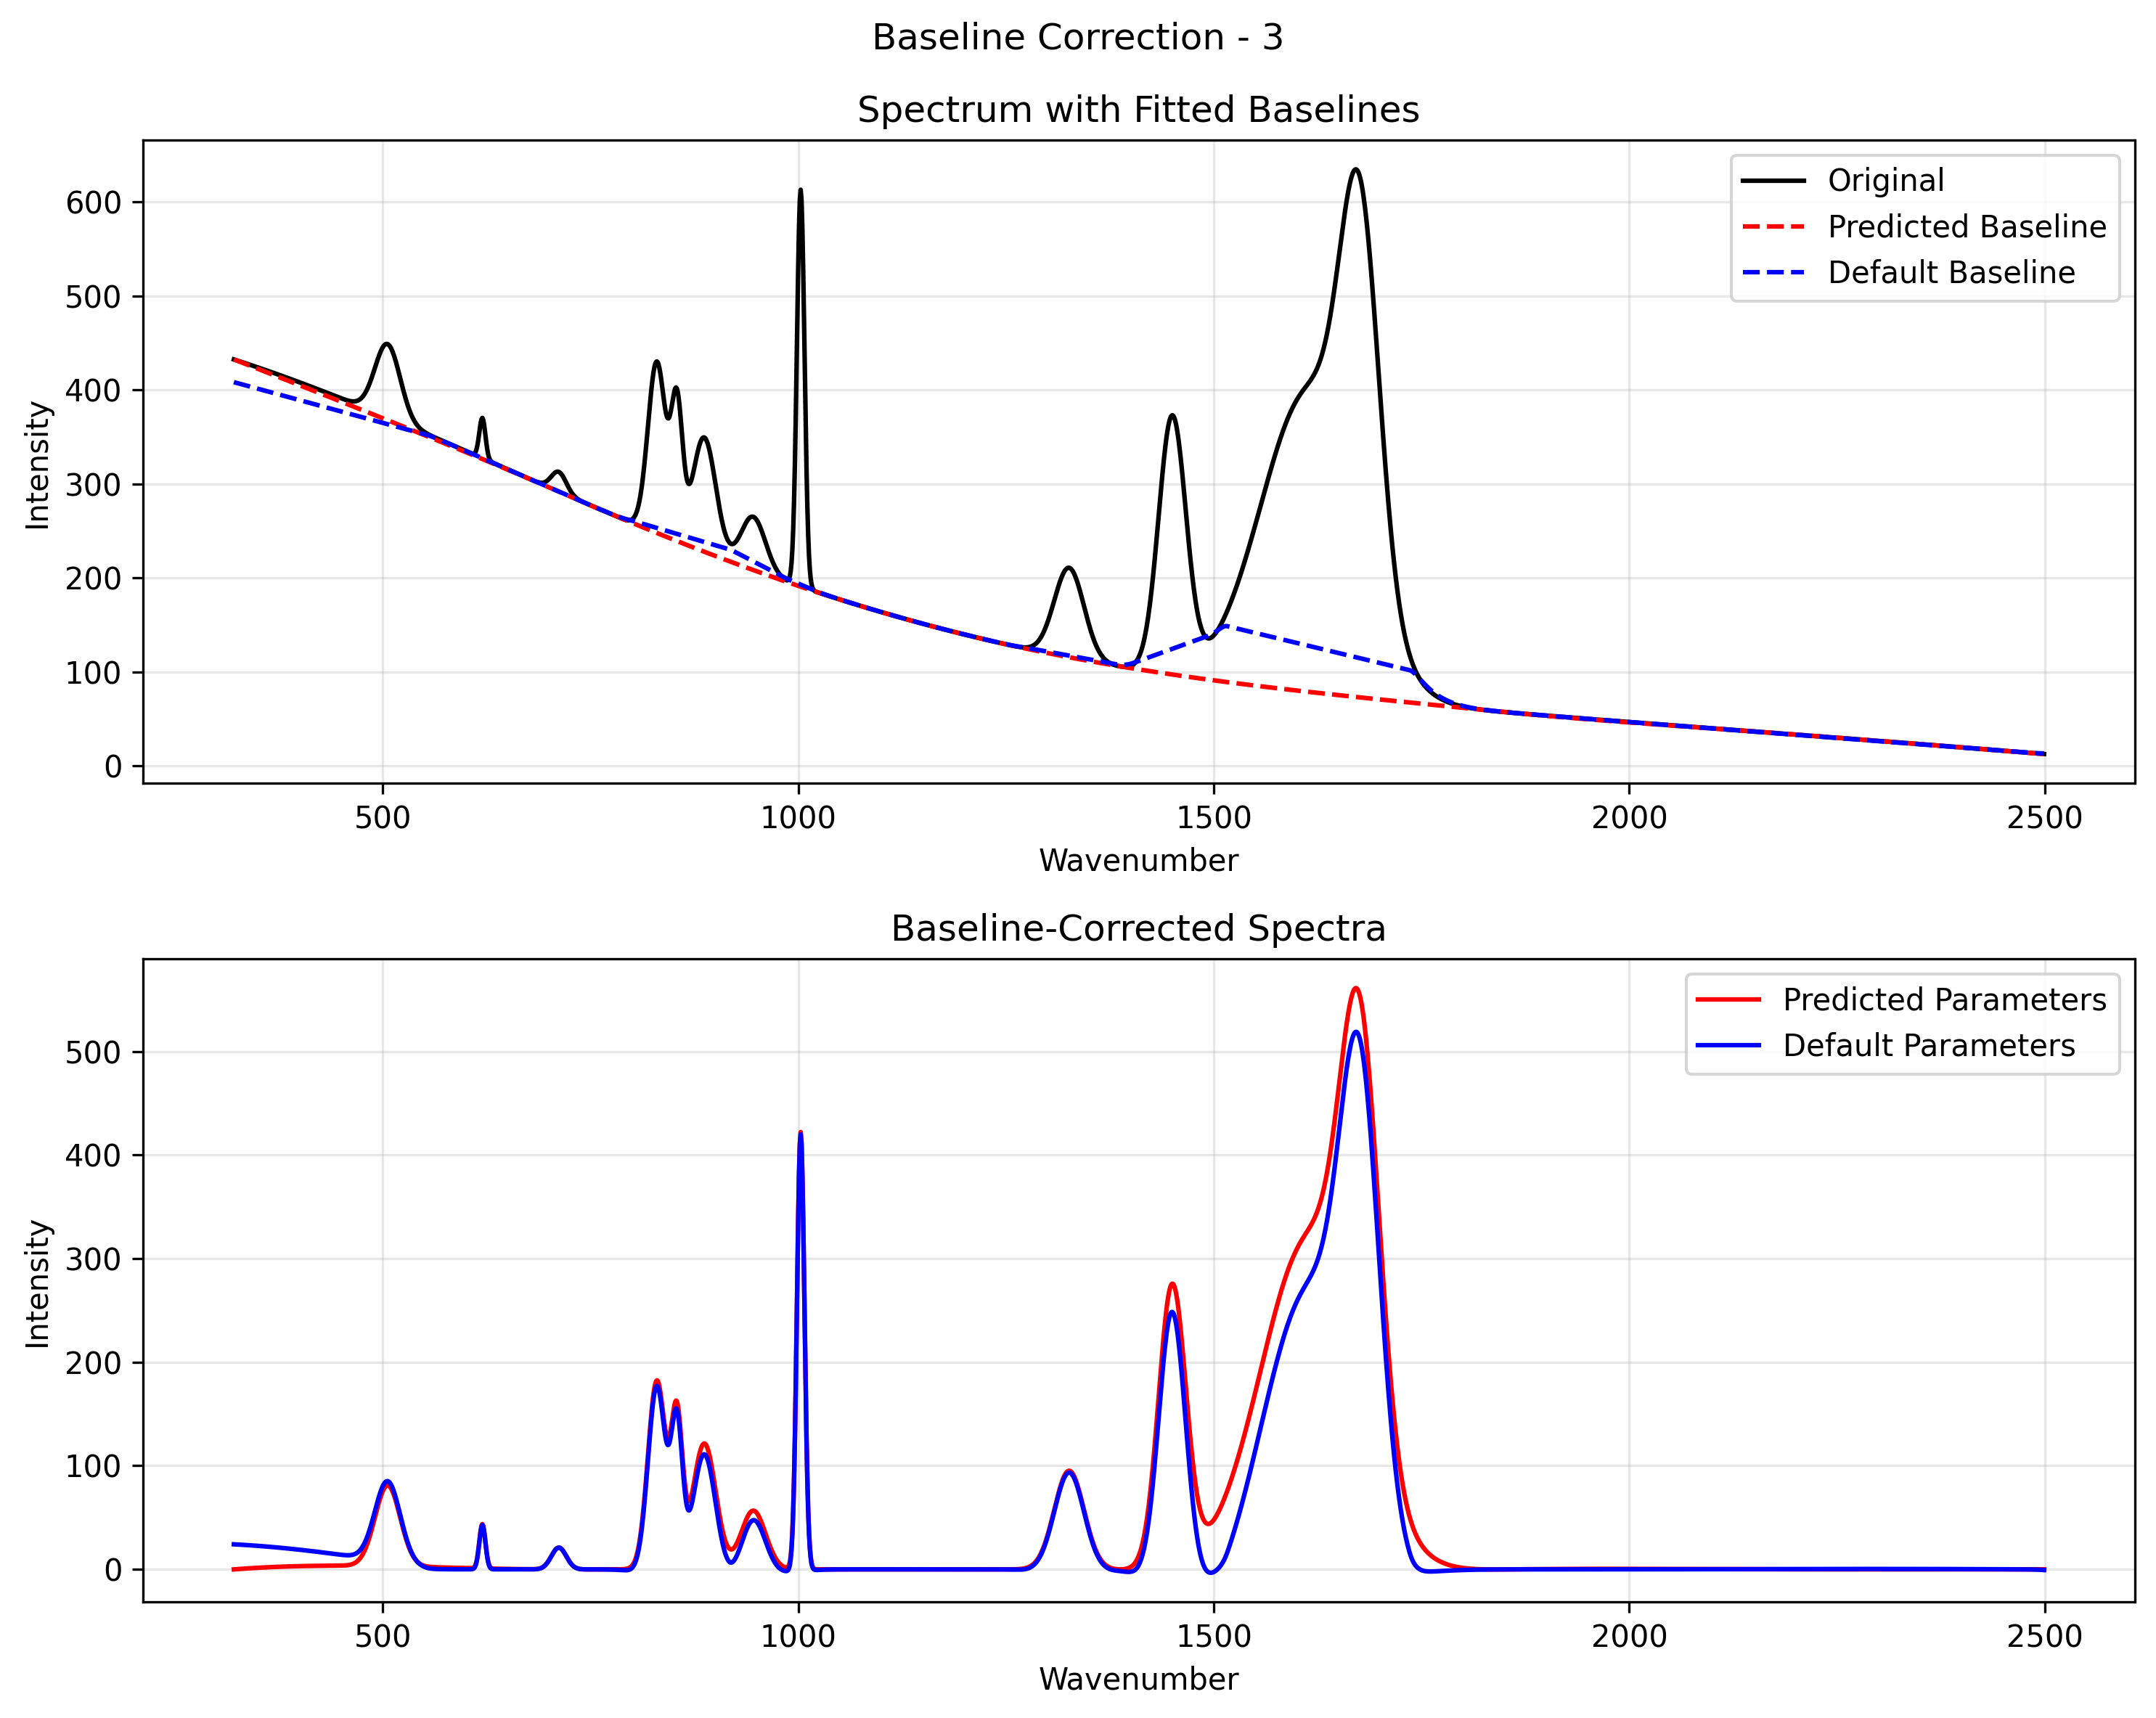 Baseline Correction - 3
Spectrum with Fitted Baselines
Original
Predicted Baseline
Default Baseline
Intensity
600
500
400
300
200
100
0
500
1000
1500
2000
2500
Wavenumber
Baseline-Corrected Spectra
Predicted Parameters
Default Parameters
Intensity
500
400
300
200
100
0
500
1000
1500
2000
2500
Wavenumber